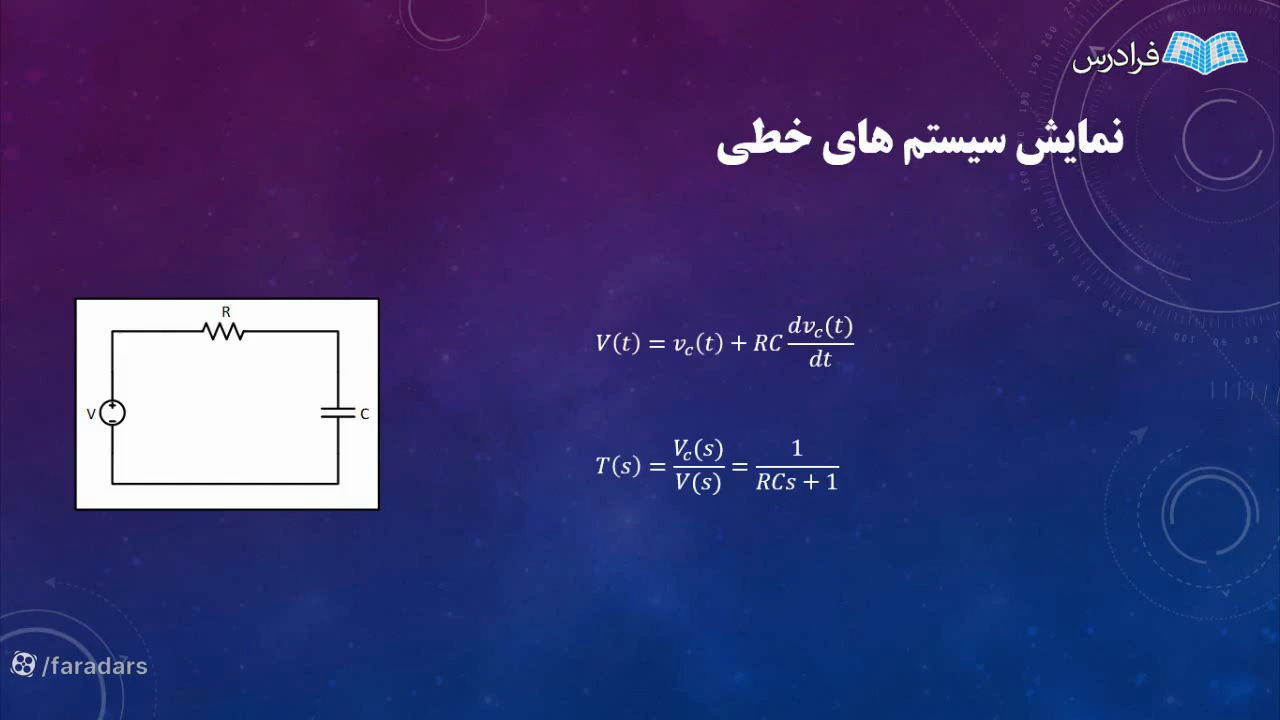 فرادرس
نمایش سیستم های خطی
R
V
C
V(t) = v_c(t) + RC dv_c(t)/dt
T(s) = V_c(s)/V(s) = 1/(RCs + 1)
/faradars